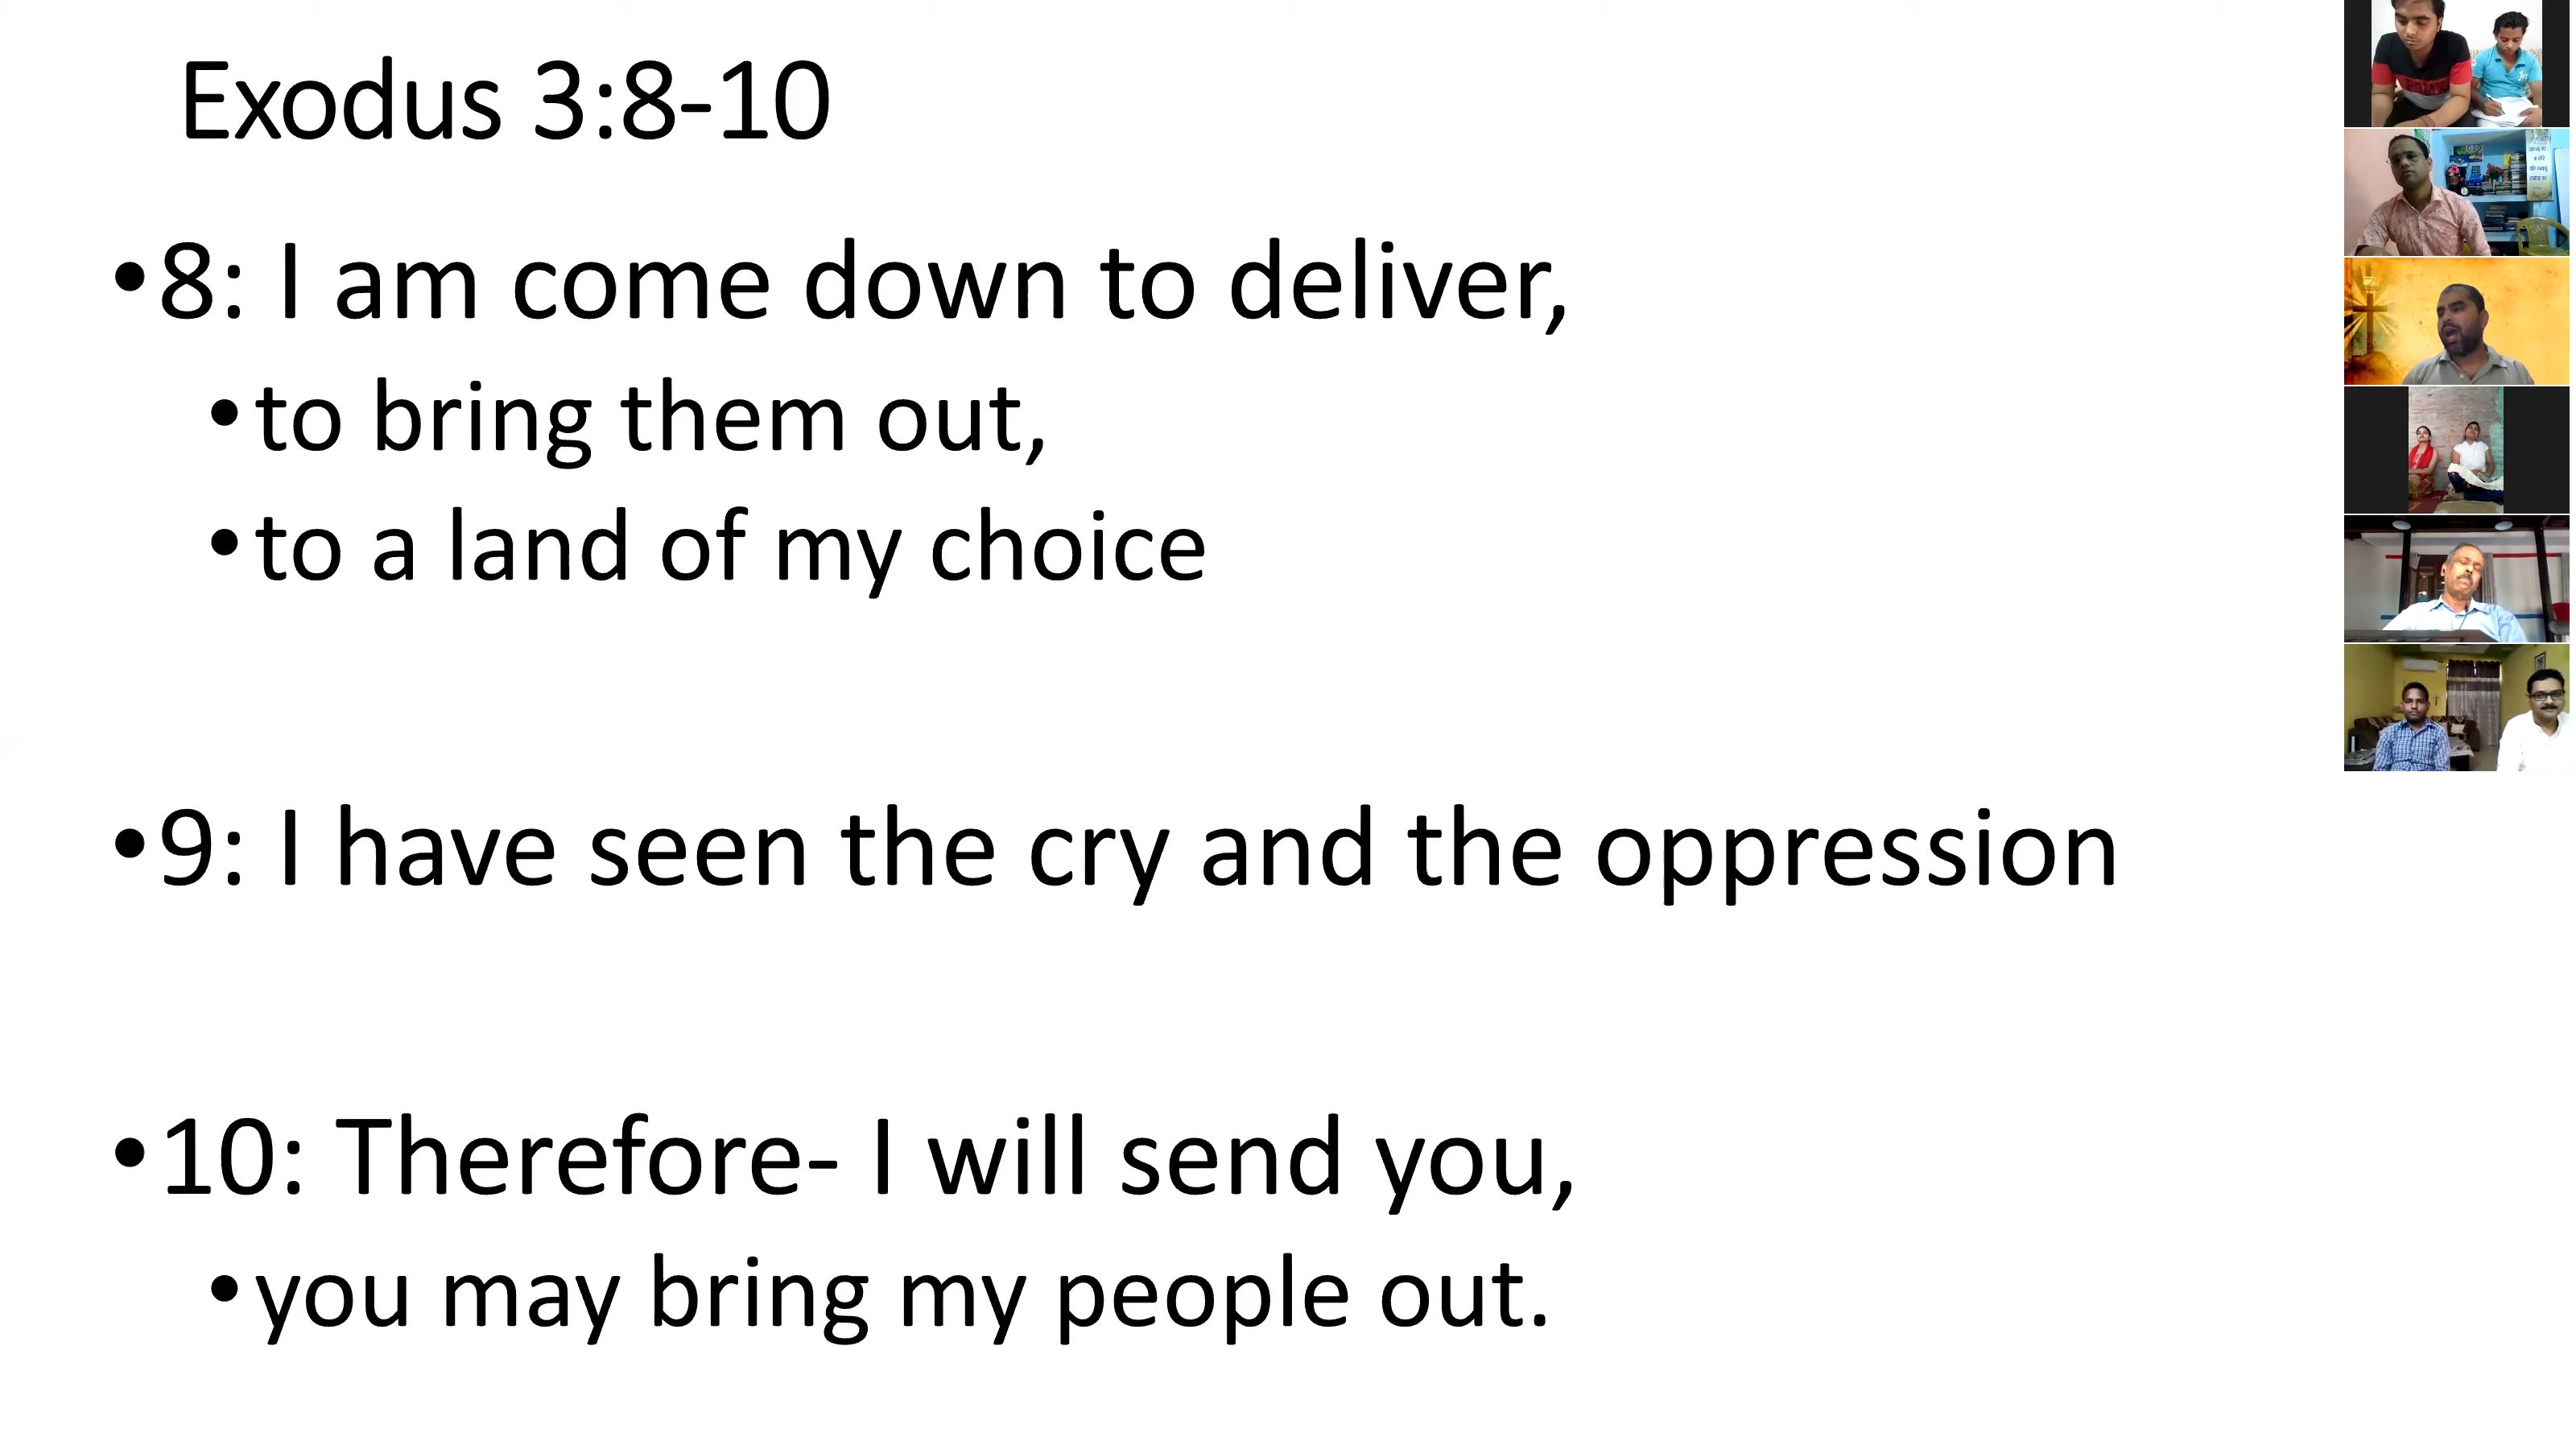 Exodus 3:8-10
•8: I am come down to deliver,
•to bring them out,
•to a land of my choice
•9: I have seen the cry and the oppression
•10: Therefore- I will send you,
•you may bring my people out.